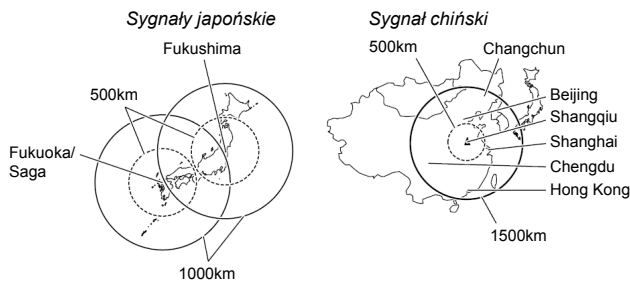 Sygnały japońskie
Fukushima
500km
Fukuoka/
Saga
1000km
Sygnał chiński
500km
Changchun
Beijing
Shangqiu
Shanghai
Chengdu
Hong Kong
1500km